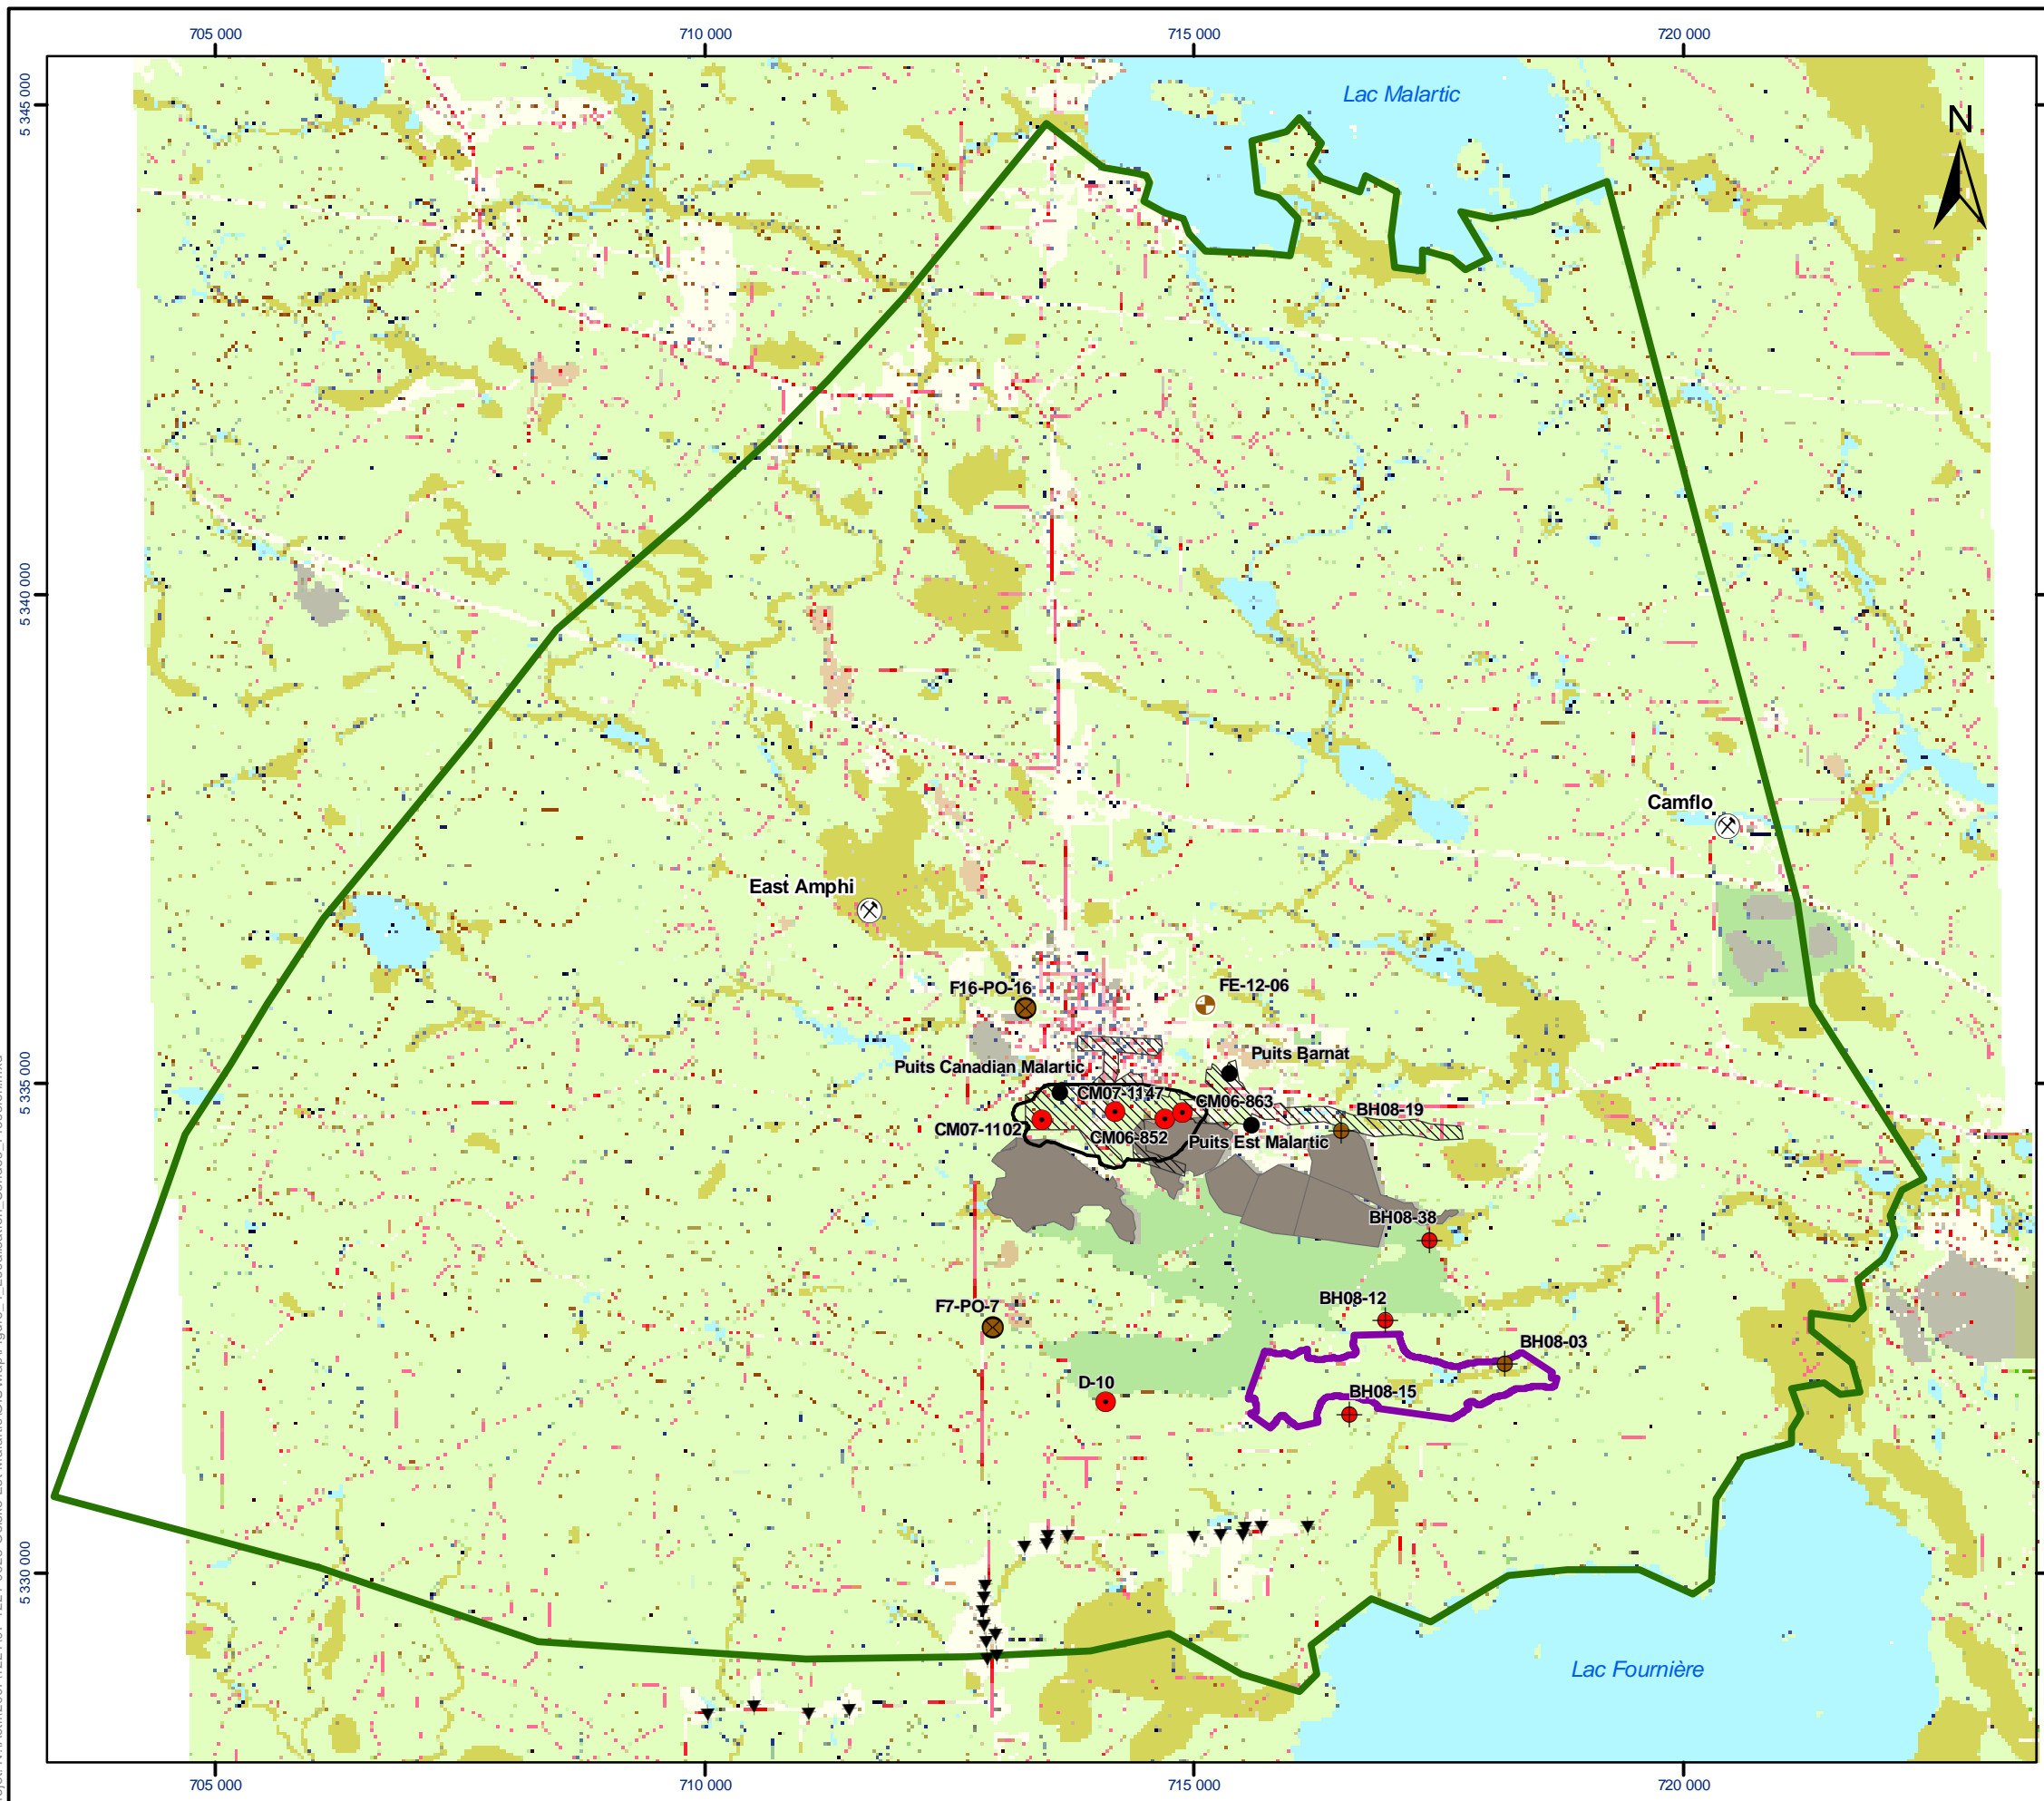 705 000 710 000 715 000 720 000
5 345 000
Lac Malartic
N
5 340 000
Camflo
East Amphi
F16-PO-16
FE-12-06
5 335 000
Puits Barnat
Puits Canadian Malartic
CM07-1147
CM06-863
BH08-19
CM07-1102
CM06-852
Puits Est Malartic
BH08-38
F7-PO-7
BH08-12
BH08-03
D-10
BH08-15
5 330 000
Lac Fournière
705 000 710 000 715 000 720 000